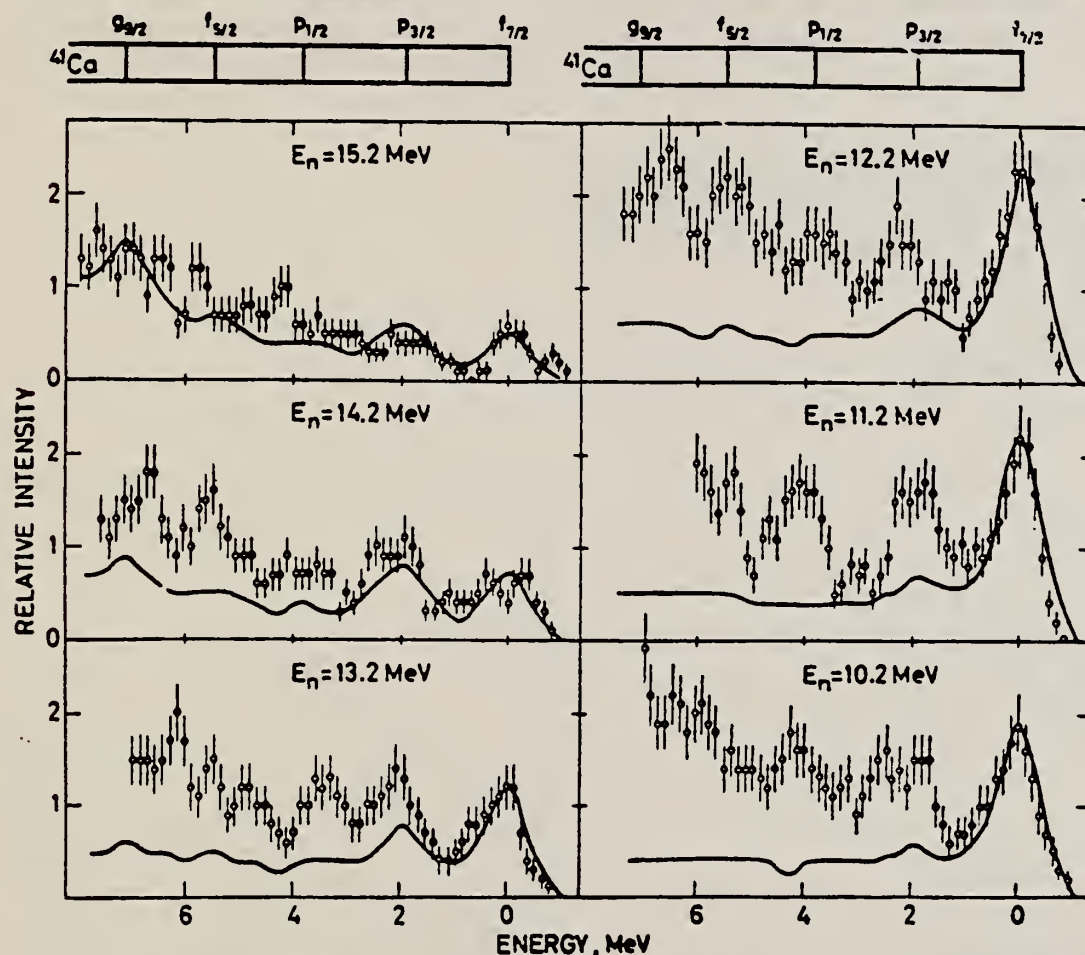 g9/2 f5/2 p1/2 p3/2 f7/2
41Ca
g9/2 f5/2 p1/2 p3/2 f7/2
41Ca
En=15.2 MeV
En=12.2 MeV
2
1
0
En=14.2 MeV
En=11.2 MeV
2
1
0
En=13.2 MeV
En=10.2 MeV
2
1
6 4 2 0
6 4 2 0
RELATIVE INTENSITY
ENERGY, MeV